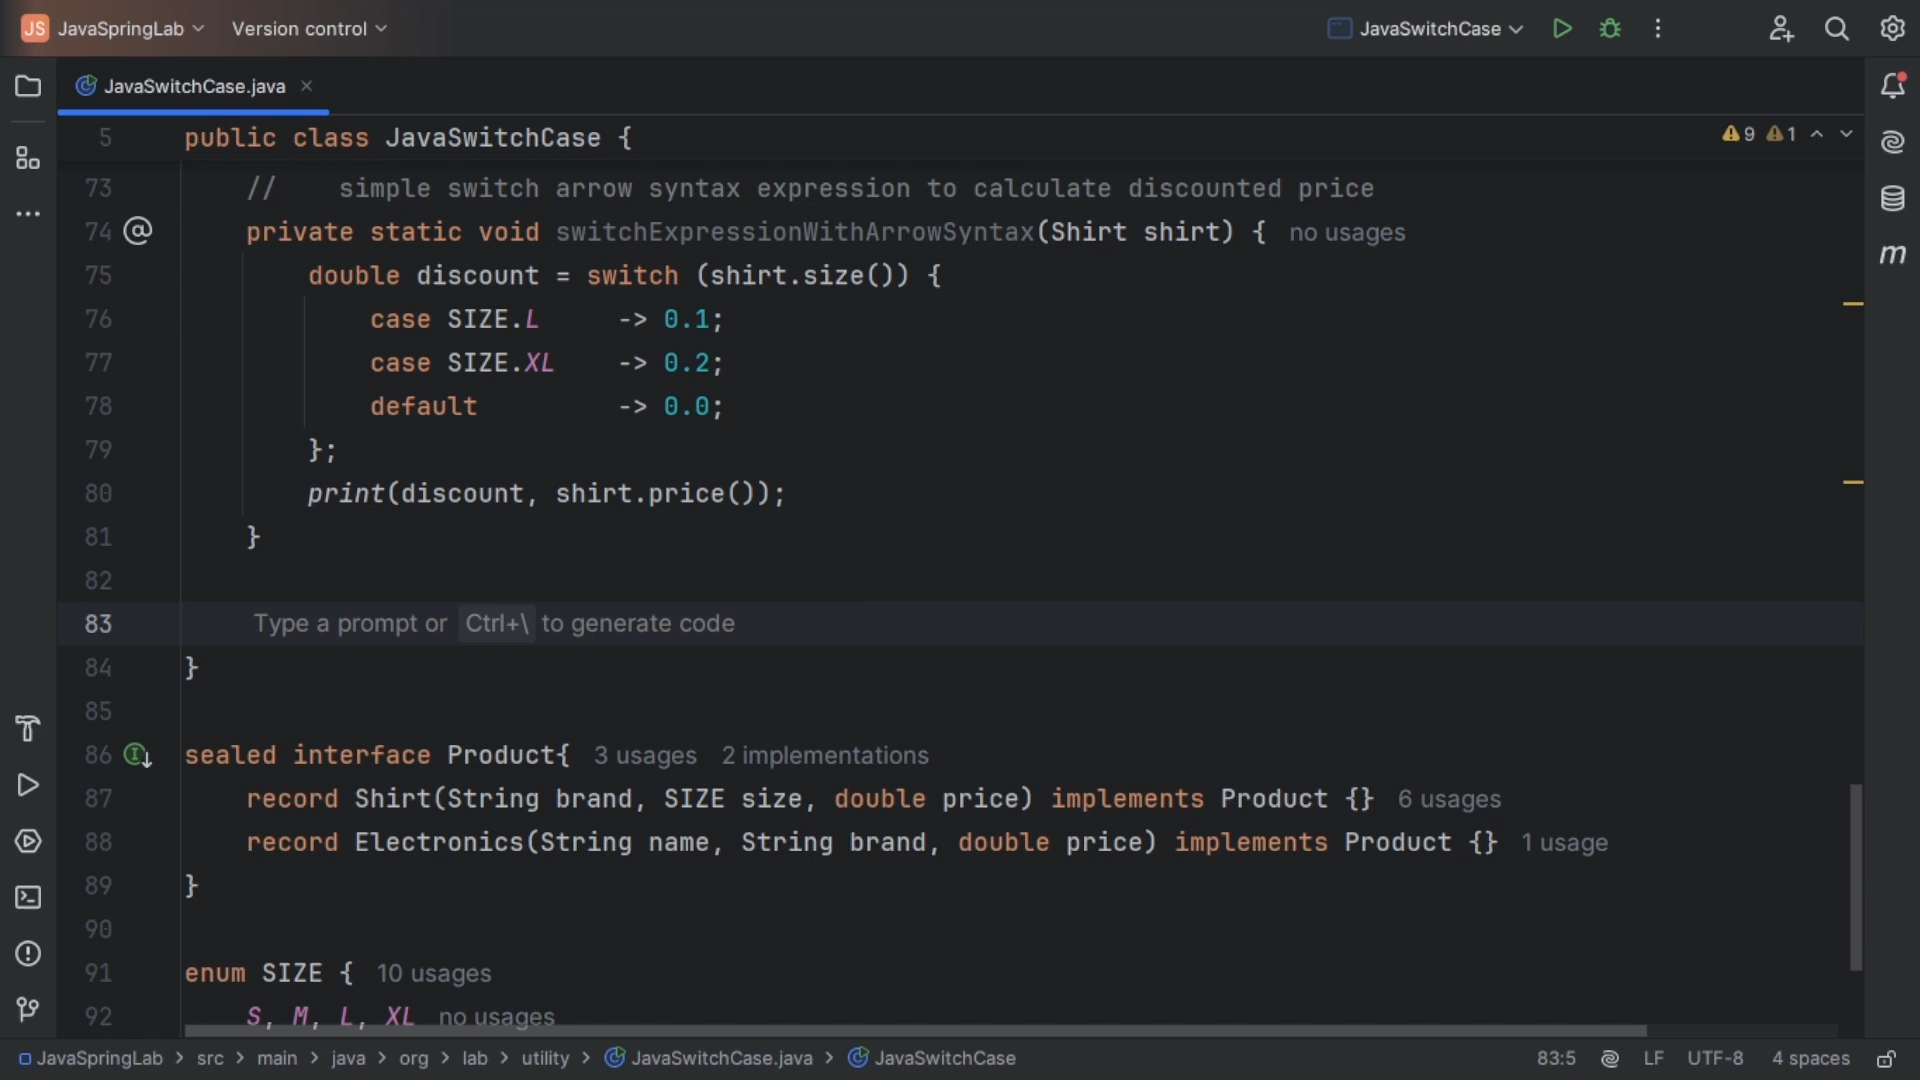 JS JavaSpringLab Version control JavaSwitchCase
JavaSwitchCase.java
5 public class JavaSwitchCase { 9 1
73 // simple switch arrow syntax expression to calculate discounted price
74 private static void switchExpressionWithArrowSyntax(Shirt shirt) { no usages
75 double discount = switch (shirt.size()) {
76 case SIZE.L -> 0.1;
77 case SIZE.XL -> 0.2;
78 default -> 0.0;
79 };
80 print(discount, shirt.price());
81 }
82
83 Type a prompt or Ctrl+\ to generate code
84 }
85
86 sealed interface Product{ 3 usages 2 implementations
87 record Shirt(String brand, SIZE size, double price) implements Product {} 6 usages
88 record Electronics(String name, String brand, double price) implements Product {} 1 usage
89 }
90
91 enum SIZE { 10 usages
92 S, M, L, XL no usages
JavaSpringLab > src > main > java > org > lab > utility > JavaSwitchCase.java > JavaSwitchCase 83:5 LF UTF-8 4 spaces